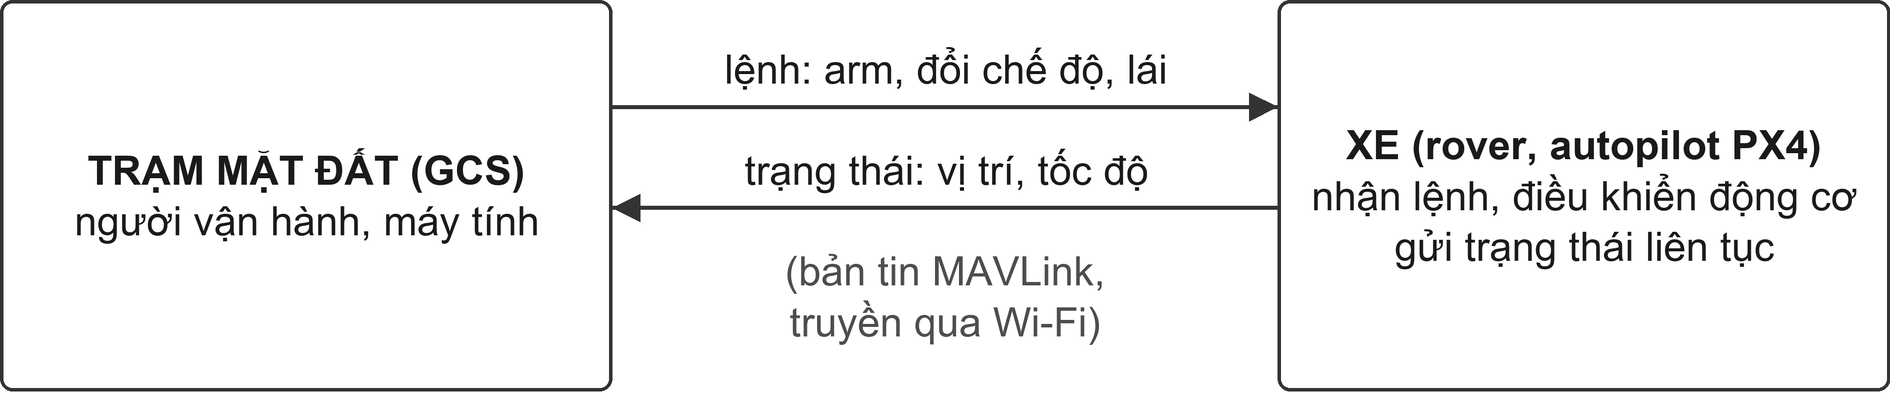 TRẠM MẶT ĐẤT (GCS)
người vận hành, máy tính
lệnh: arm, đổi chế độ, lái
trạng thái: vị trí, tốc độ
(bản tin MAVLink,
truyền qua Wi-Fi)
XE (rover, autopilot PX4)
nhận lệnh, điều khiển động cơ
gửi trạng thái liên tục